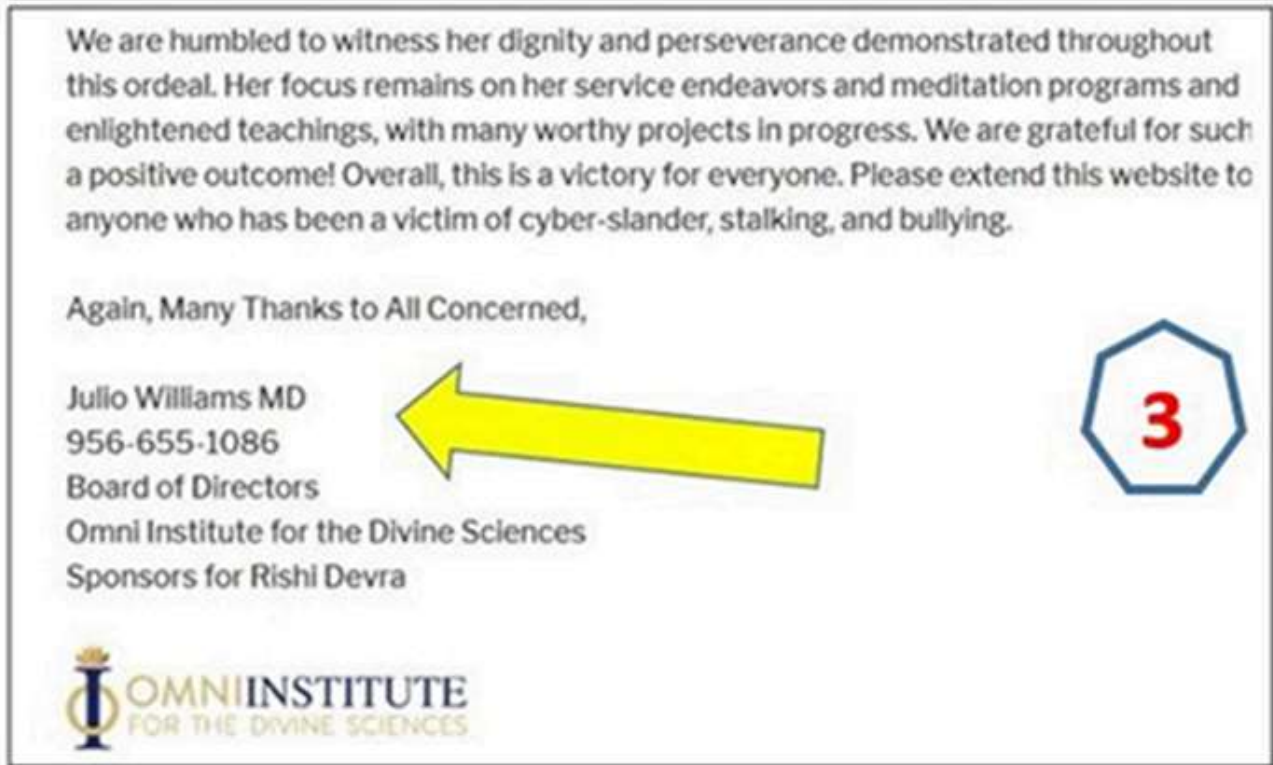 We are humbled to witness her dignity and perseverance demonstrated throughout
this ordeal. Her focus remains on her service endeavors and meditation programs and
enlightened teachings, with many worthy projects in progress. We are grateful for such
a positive outcome! Overall, this is a victory for everyone. Please extend this website to
anyone who has been a victim of cyber-slander, stalking, and bullying.
Again, Many Thanks to All Concerned,
Julio Williams MD
956-655-1086
Board of Directors
Omni Institute for the Divine Sciences
Sponsors for Rishi Devra
3
OMNIINSTITUTE
FOR THE DIVINE SCIENCES